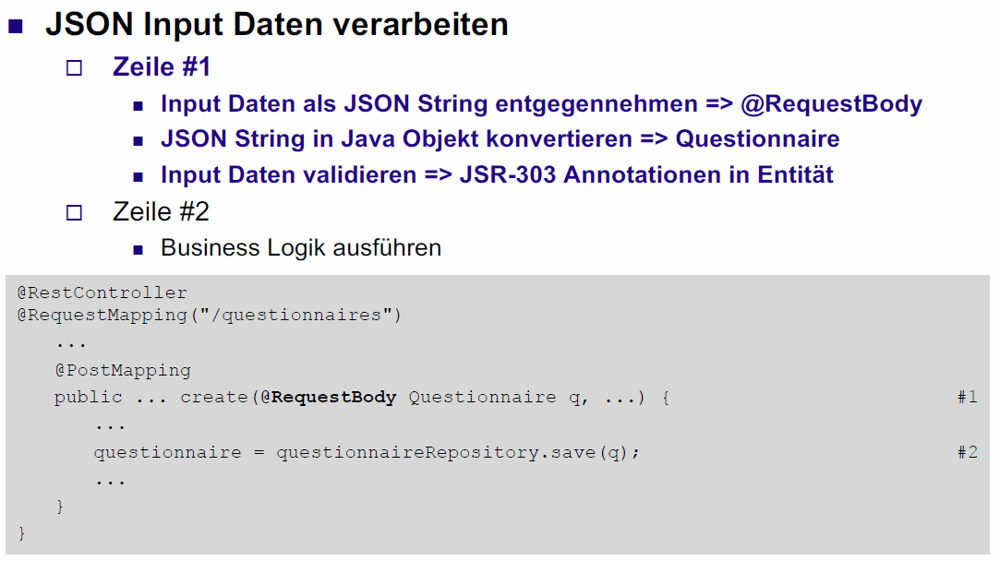 JSON Input Daten verarbeiten
Zeile #1
Input Daten als JSON String entgegennehmen => @RequestBody
JSON String in Java Objekt konvertieren => Questionnaire
Input Daten validieren => JSR-303 Annotationen in Entität
Zeile #2
Business Logik ausführen
@RestController
@RequestMapping("/questionnaires")
...
@PostMapping
public ... create(@RequestBody Questionnaire q, ...) { #1
...
questionnaire = questionnaireRepository.save(q); #2
...
}
}